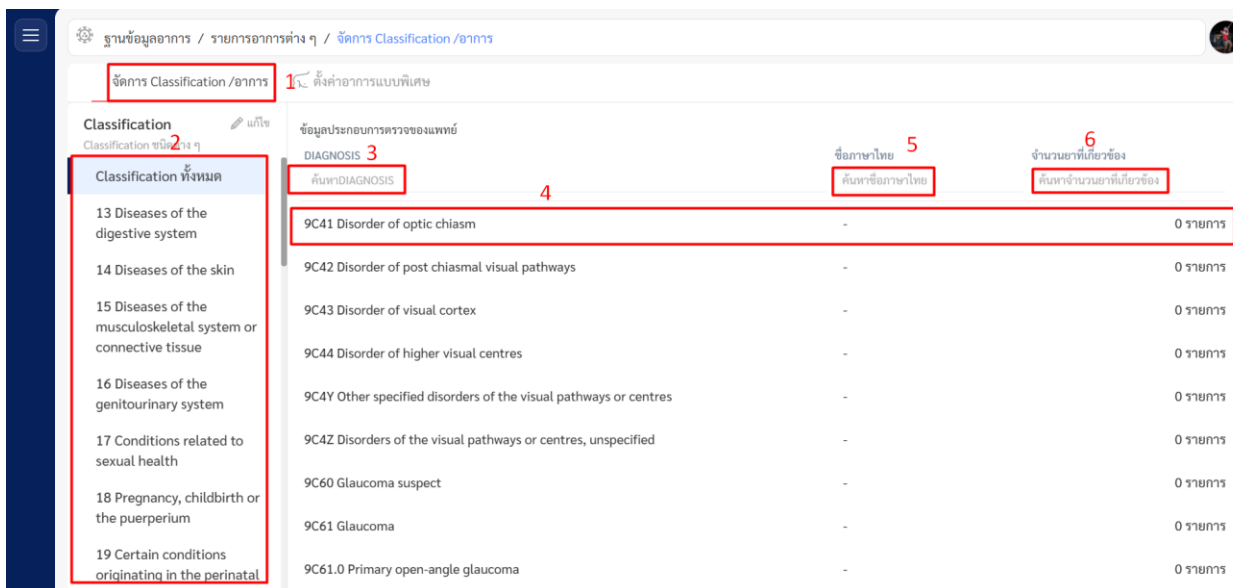 ฐานข้อมูลอาการ / รายการอาการต่าง ๆ / จัดการ Classification /อาการ
จัดการ Classification /อาการ 1 ตั้งค่าอาการแบบพิเศษ
Classification แก้ไข
Classification ชนิดต่าง ๆ
2
Classification ทั้งหมด
13 Diseases of the
digestive system
14 Diseases of the skin
15 Diseases of the
musculoskeletal system or
connective tissue
16 Diseases of the
genitourinary system
17 Conditions related to
sexual health
18 Pregnancy, childbirth or
the puerperium
19 Certain conditions
originating in the perinatal
ข้อมูลประกอบการตรวจของแพทย์
DIAGNOSIS 3 ชื่อภาษาไทย 5 จำนวนยาที่เกี่ยวข้อง 6
ค้นหาDIAGNOSIS ค้นหาชื่อภาษาไทย ค้นหาจำนวนยาที่เกี่ยวข้อง
4
9C41 Disorder of optic chiasm - 0 รายการ
9C42 Disorder of post chiasmal visual pathways - 0 รายการ
9C43 Disorder of visual cortex - 0 รายการ
9C44 Disorder of higher visual centres - 0 รายการ
9C4Y Other specified disorders of the visual pathways or centres - 0 รายการ
9C4Z Disorders of the visual pathways or centres, unspecified - 0 รายการ
9C60 Glaucoma suspect - 0 รายการ
9C61 Glaucoma - 0 รายการ
9C61.0 Primary open-angle glaucoma - 0 รายการ